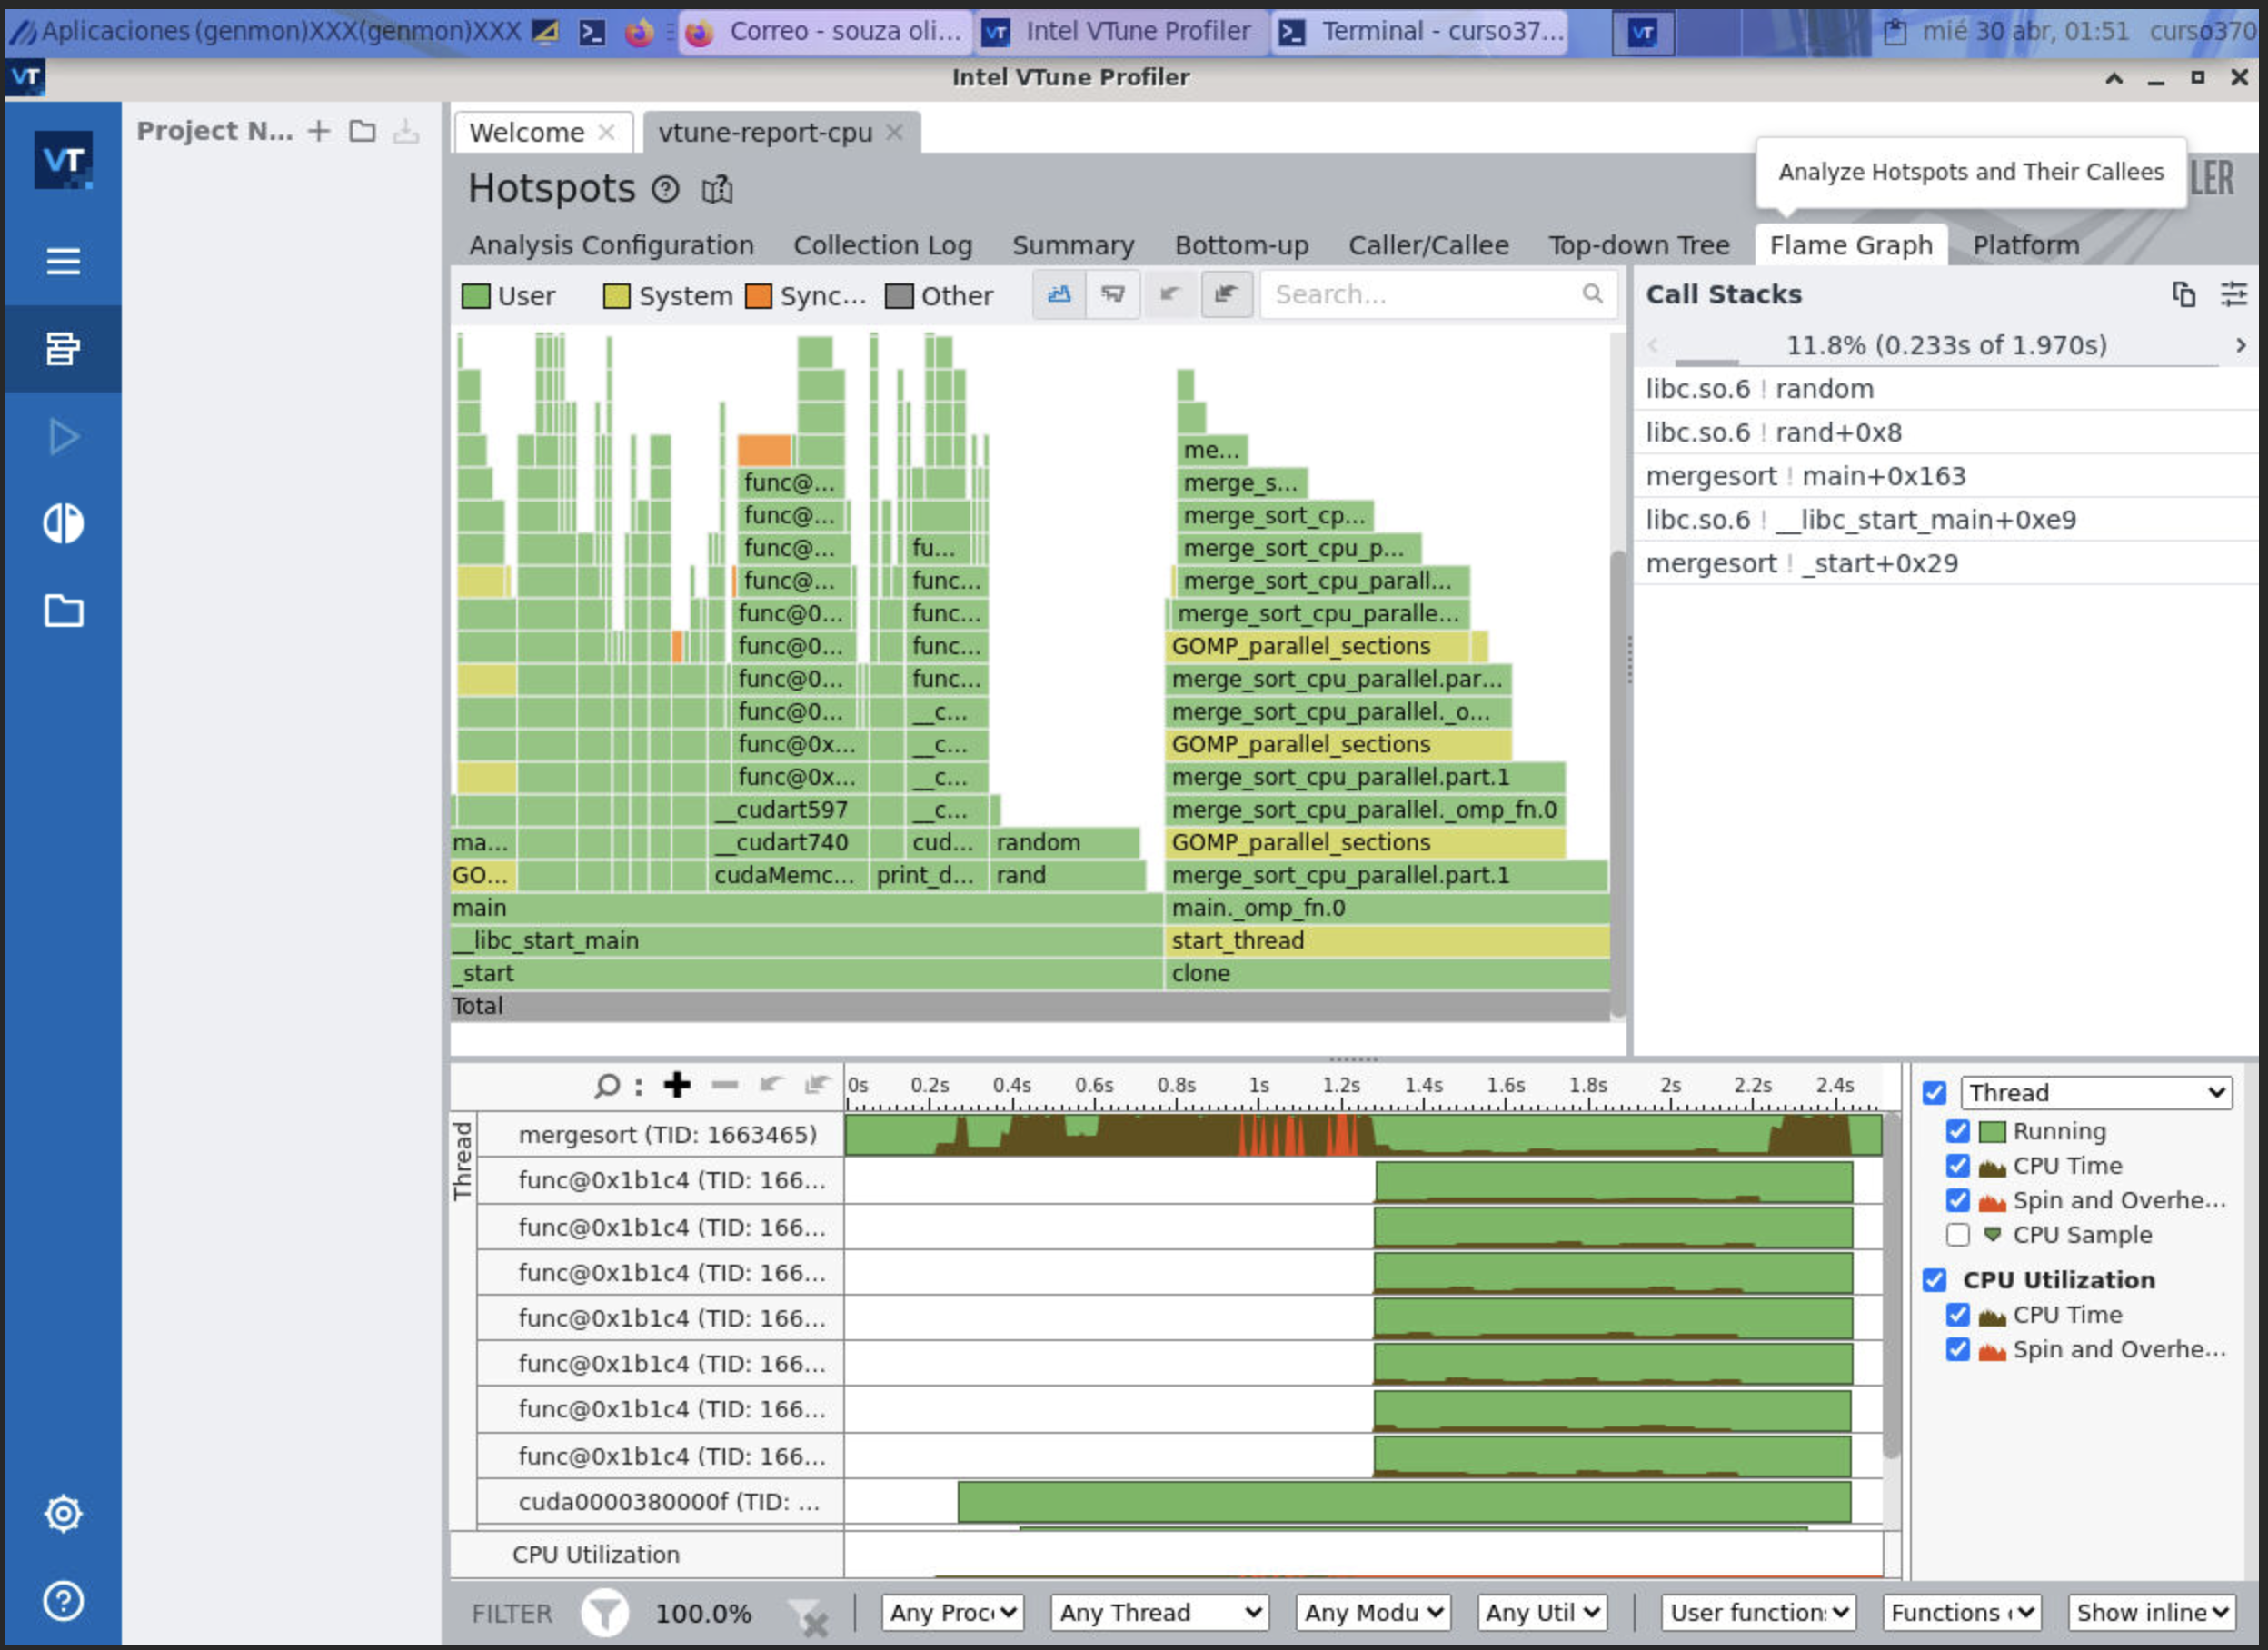 Aplicaciones (genmon)XXX(genmon)XXX Correo - souza oli... Intel VTune Profiler Terminal - curso37... mié 30 abr, 01:51 curso370
Intel VTune Profiler
Project N...
Welcome vtune-report-cpu
Analyze Hotspots and Their Callees
Hotspots
LER
Analysis Configuration Collection Log Summary Bottom-up Caller/Callee Top-down Tree Flame Graph Platform
User System Sync... Other Search...
me...
func@... merge_s...
func@... merge_sort_cp...
func@... fu... merge_sort_cpu_p...
func@... func... merge_sort_cpu_parall...
func@0... func... merge_sort_cpu_paralle...
func@0... func... GOMP_parallel_sections
func@0... func... merge_sort_cpu_parallel.par...
func@0... __c... merge_sort_cpu_parallel._o...
func@0x... __c... GOMP_parallel_sections
func@0x... __c... merge_sort_cpu_parallel.part.1
__cudart597 __c... merge_sort_cpu_parallel._omp_fn.0
ma... __cudart740 cud... random GOMP_parallel_sections
GO... cudaMemc... print_d... rand merge_sort_cpu_parallel.part.1
main main._omp_fn.0
__libc_start_main start_thread
_start clone
Total
Call Stacks
11.8% (0.233s of 1.970s)
libc.so.6 ! random
libc.so.6 ! rand+0x8
mergesort ! main+0x163
libc.so.6 ! __libc_start_main+0xe9
mergesort ! _start+0x29
0s 0.2s 0.4s 0.6s 0.8s 1s 1.2s 1.4s 1.6s 1.8s 2s 2.2s 2.4s
Thread
mergesort (TID: 1663465)
func@0x1b1c4 (TID: 166...
func@0x1b1c4 (TID: 166...
func@0x1b1c4 (TID: 166...
func@0x1b1c4 (TID: 166...
func@0x1b1c4 (TID: 166...
func@0x1b1c4 (TID: 166...
func@0x1b1c4 (TID: 166...
cuda0000380000f (TID: ...
CPU Utilization
Thread
Running
CPU Time
Spin and Overhe...
CPU Sample
CPU Utilization
CPU Time
Spin and Overhe...
FILTER 100.0% Any Proc Any Thread Any Modu Any Util User function Functions Show inline